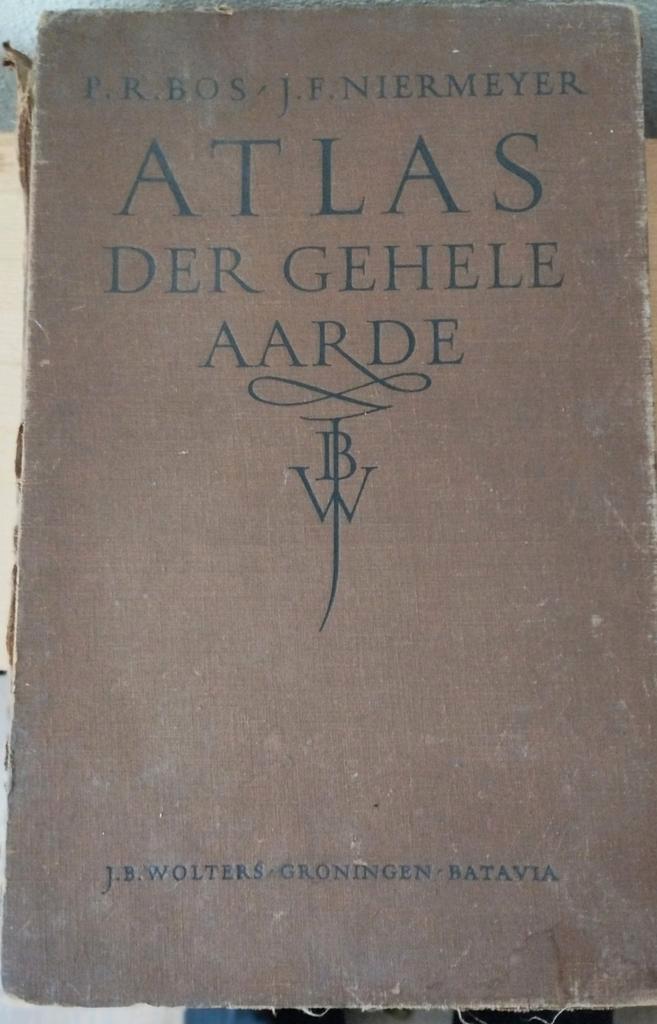 P.R.BOS / J.F.NIERMEYER
ATLAS
DER GEHELE
AARDE
JBW
J.B.WOLTERS / GRONINGEN / BATAVIA